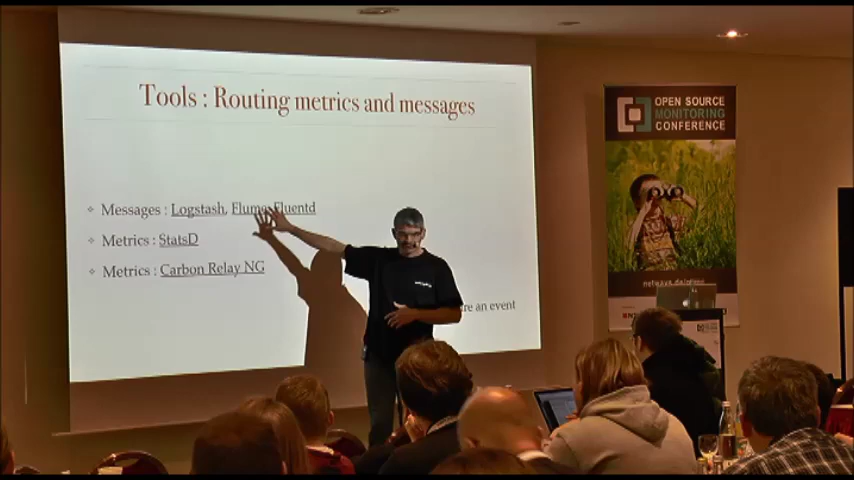 Tools : Routing metrics and messages
Messages : Logstash, Flume, Fluentd
Metrics : StatsD
Metrics : Carbon Relay NG
an event
OPEN SOURCE
MONITORING
CONFERENCE